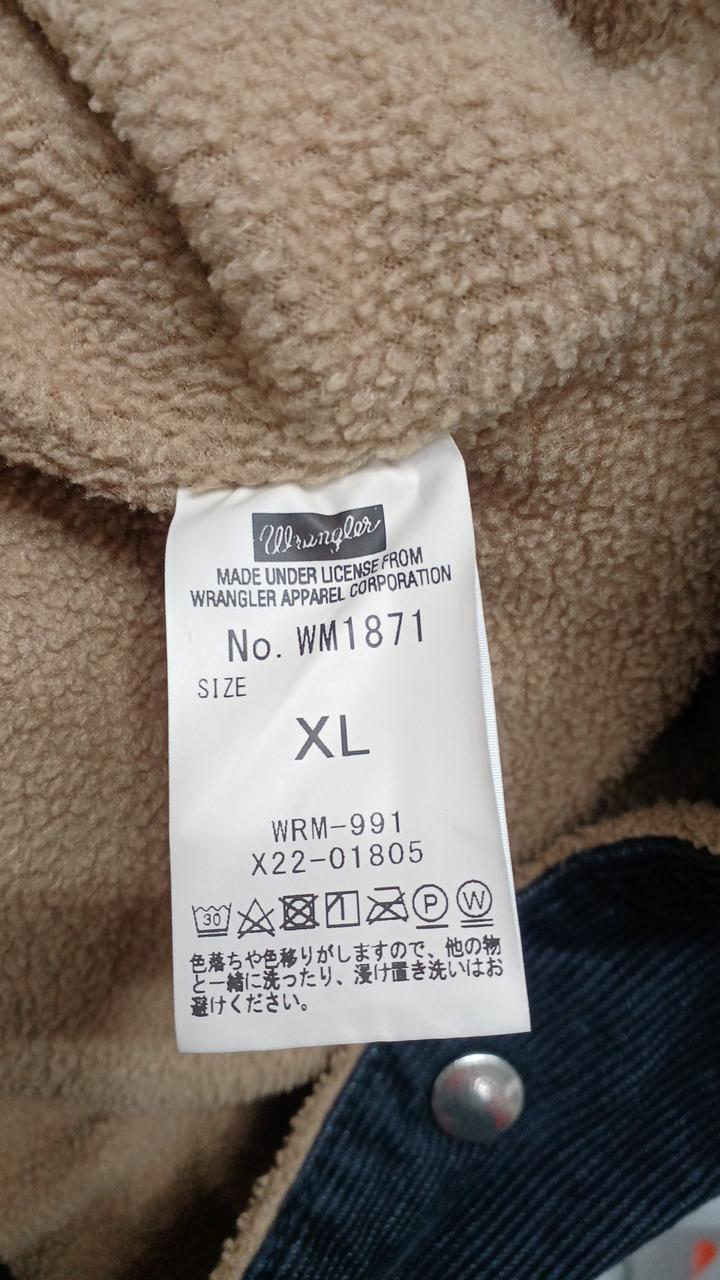 Wrangler
MADE UNDER LICENSE FROM
WRANGLER APPAREL CORPORATION
No. WM1871
SIZE
XL
WRM-991
X22-01805
30 P W
色落ちや色移りがしますので、他の物
と一緒に洗ったり、浸け置き洗いはお
避けください。